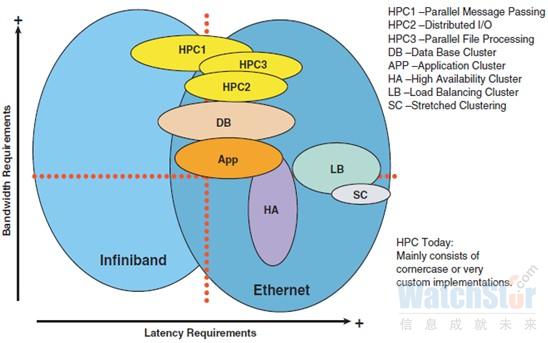 HPC1 –Parallel Message Passing
HPC2 –Distributed I/O
HPC3 –Parallel File Processing
DB –Data Base Cluster
APP –Application Cluster
HA –High Availability Cluster
LB –Load Balancing Cluster
SC –Stretched Clustering
+
Bandwidth Requirements
HPC1
HPC3
HPC2
DB
App
LB
SC
HA
Infiniband
Ethernet
HPC Today:
Mainly consists of
cornercase or very
custom implementations.
WatchStor.com
信息成就未来
Latency Requirements
+